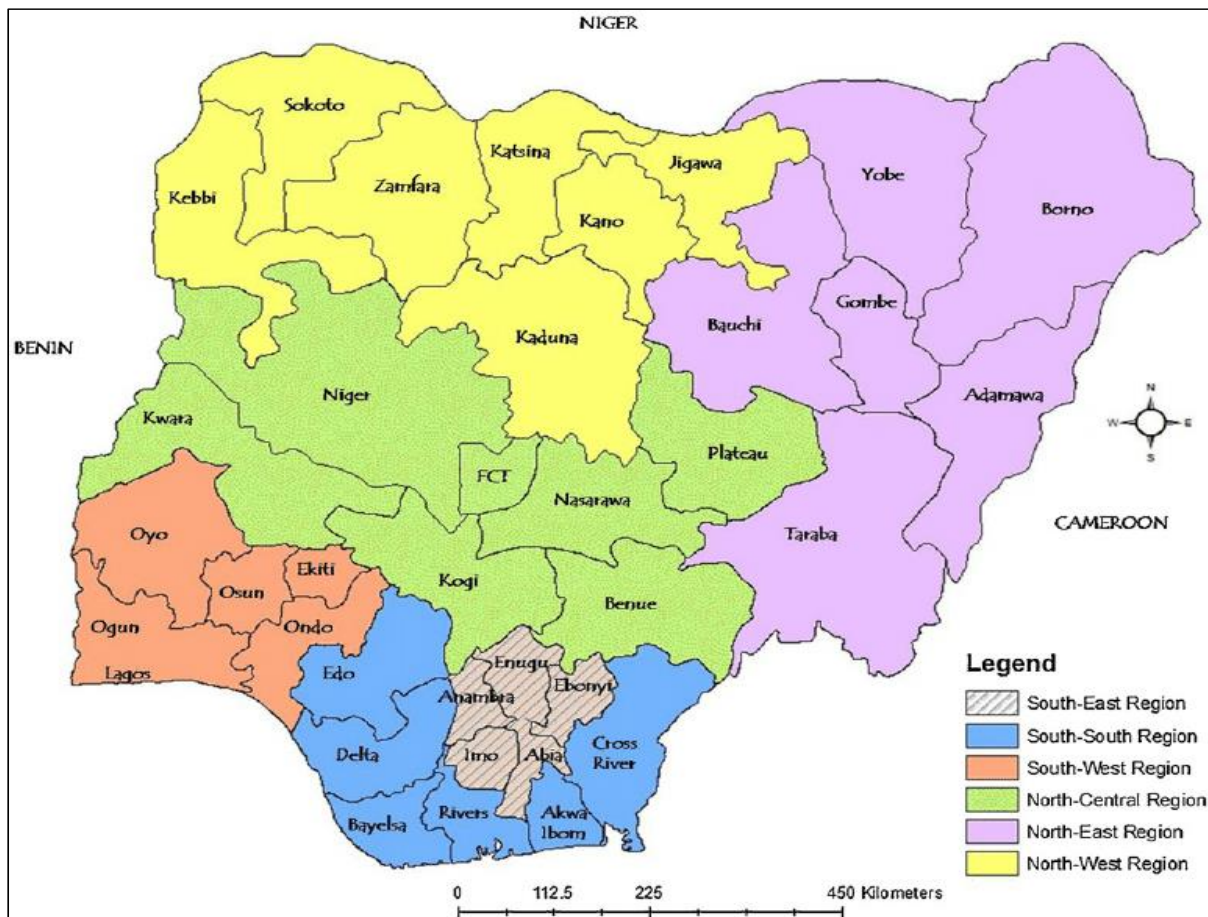 NIGER
Sokoto
Katsina
Jigawa
Kebbi
Zamfara
Kano
Yobe
Borno
Gombe
Bauchi
Kaduna
BENIN
Niger
Adamawa
N
W E
S
Kwara
Plateau
FCT
Nasarawa
CAMEROON
Oyo
Taraba
Ekiti
Osun
Kogi
Benue
Ogun
Ondo
Lagos
Edo
Enugu
Anambra
Ebonyi
Delta
Imo
Abia
Cross
River
Bayelsa
Rivers
Akwa
Ibom
Legend
South-East Region
South-South Region
South-West Region
North-Central Region
North-East Region
North-West Region
0 112.5 225 450 Kilometers